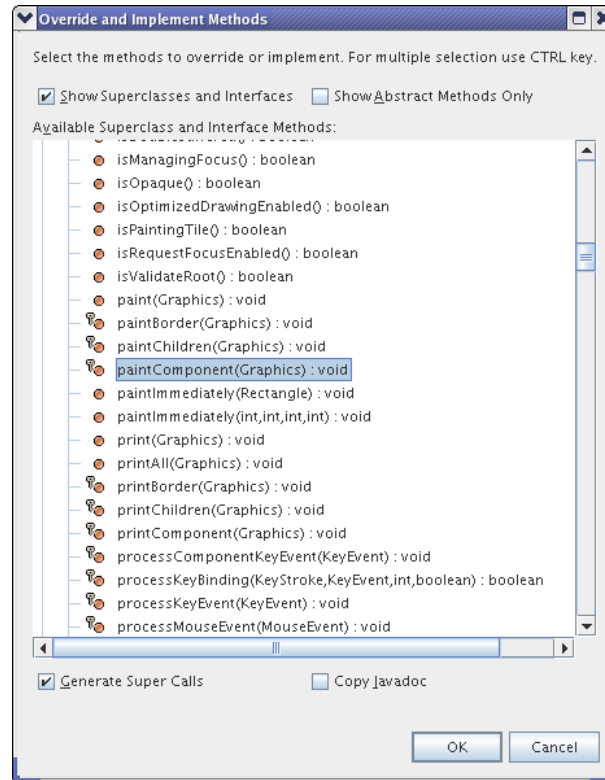 Override and Implement Methods
Select the methods to override or implement. For multiple selection use CTRL key.
Show Superclasses and Interfaces Show Abstract Methods Only
Available Superclass and Interface Methods:
isManagingFocus() : boolean
isOpaque() : boolean
isOptimizedDrawingEnabled() : boolean
isPaintingTile() : boolean
isRequestFocusEnabled() : boolean
isValidateRoot() : boolean
paint(Graphics) : void
paintBorder(Graphics) : void
paintChildren(Graphics) : void
paintComponent(Graphics) : void
paintImmediately(Rectangle) : void
paintImmediately(int,int,int,int) : void
print(Graphics) : void
printAll(Graphics) : void
printBorder(Graphics) : void
printChildren(Graphics) : void
printComponent(Graphics) : void
processComponentKeyEvent(KeyEvent) : void
processKeyBinding(KeyStroke,KeyEvent,int,boolean) : boolean
processKeyEvent(KeyEvent) : void
processMouseEvent(MouseEvent) : void
Generate Super Calls Copy Javadoc
OK Cancel